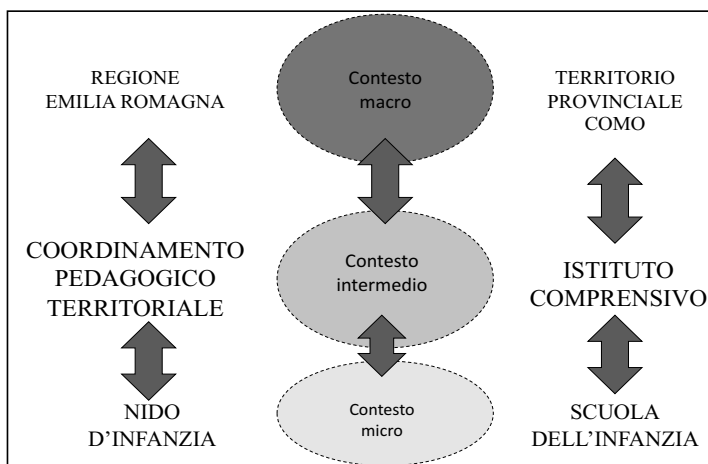 REGIONE
EMILIA ROMAGNA
COORDINAMENTO
PEDAGOGICO
TERRITORIALE
NIDO
D’INFANZIA
Contesto
macro
Contesto
intermedio
Contesto
micro
TERRITORIO
PROVINCIALE
COMO
ISTITUTO
COMPRENSIVO
SCUOLA
DELL’INFANZIA